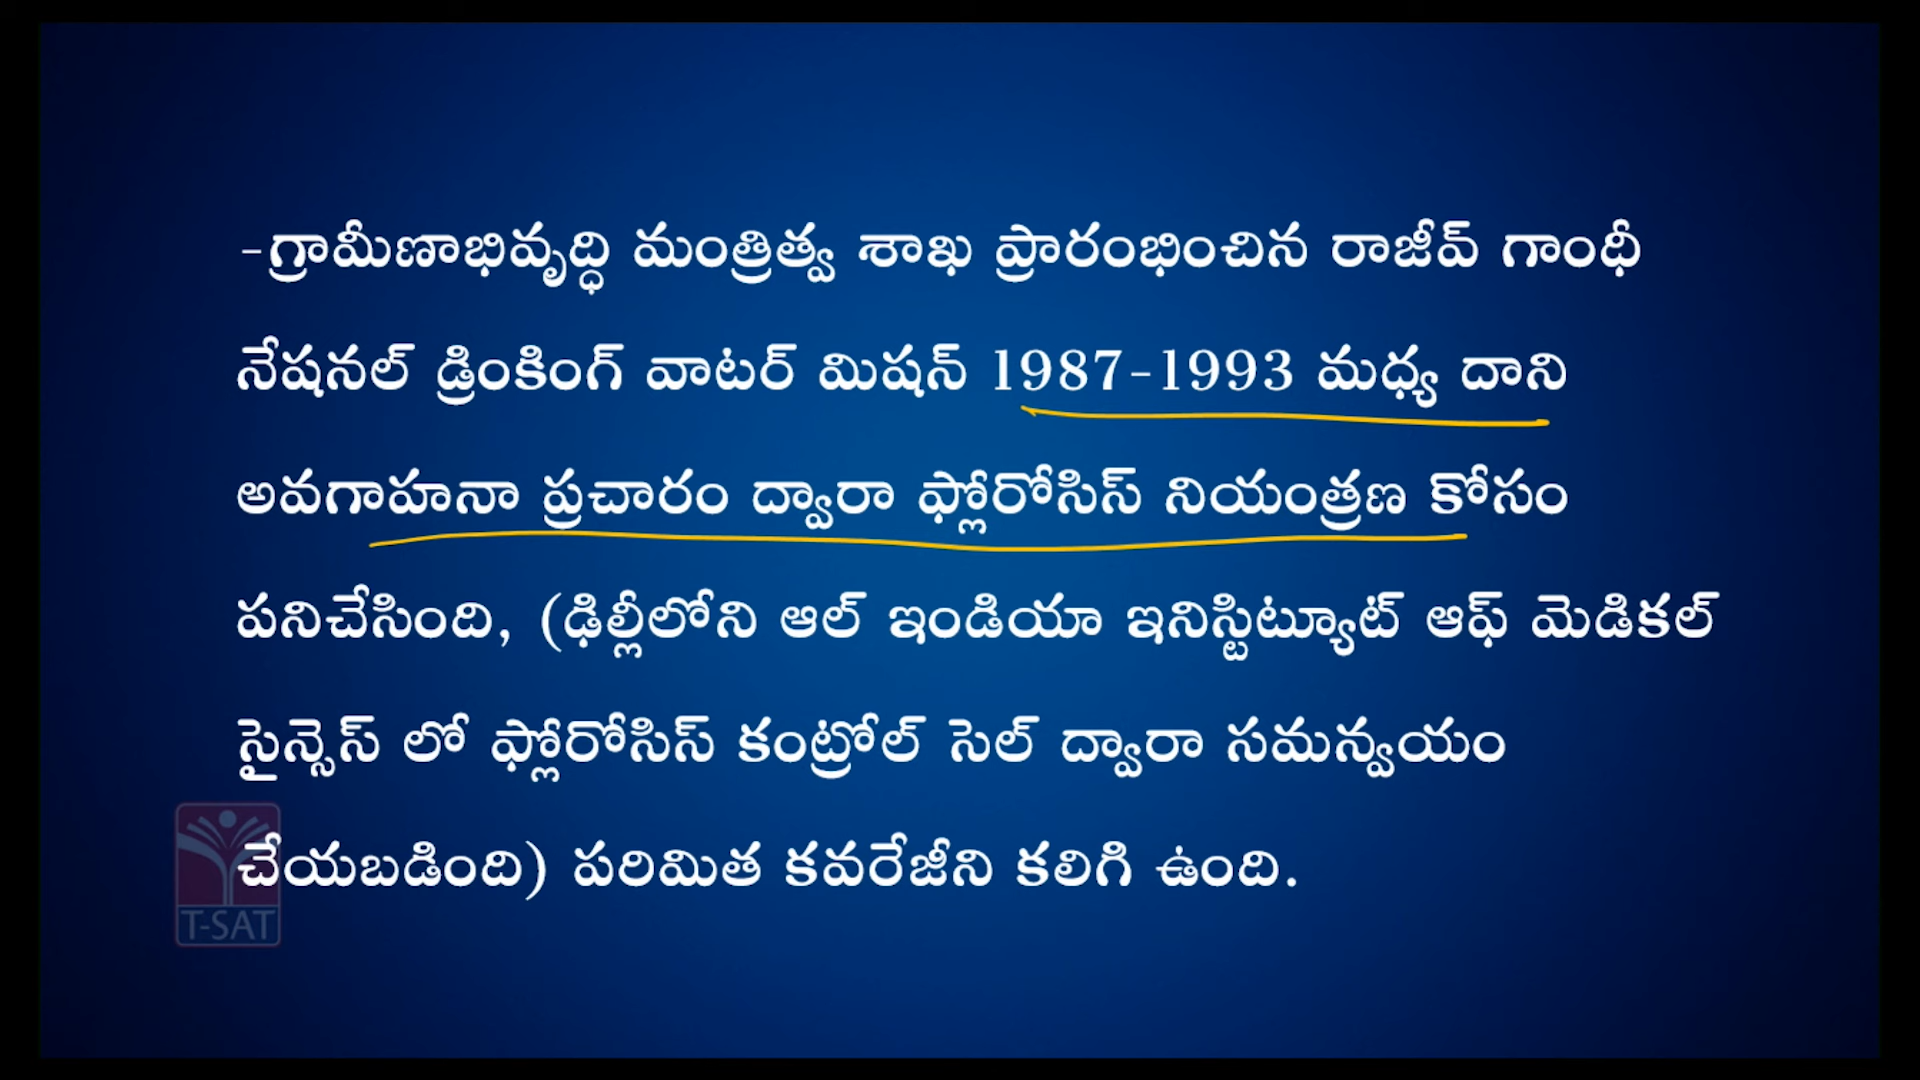 -గ్రామీణాభివృద్ధి మంత్రిత్వ శాఖ ప్రారంభించిన రాజీవ్ గాంధీ
నేషనల్ డ్రింకింగ్ వాటర్ మిషన్ 1987-1993 మధ్య దాని
అవగాహనా ప్రచారం ద్వారా ఫ్లోరోసిస్ నియంత్రణ కోసం
పనిచేసింది, (ఢిల్లీలోని ఆల్ ఇండియా ఇనిస్టిట్యూట్ ఆఫ్ మెడికల్
సైన్సెస్ లో ఫ్లోరోసిస్ కంట్రోల్ సెల్ ద్వారా సమన్వయం
చేయబడింది) పరిమిత కవరేజీని కలిగి ఉంది.
T-SAT